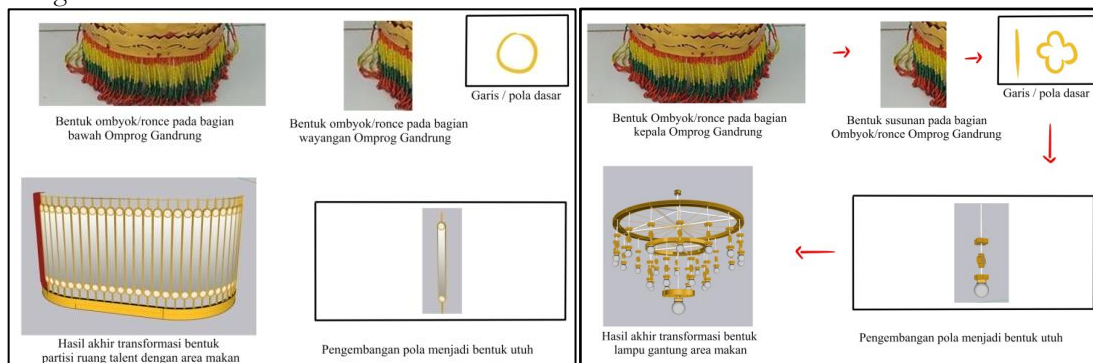 Bentuk ombyok/ronce pada bagian
bawah Omprog Gandrung
Bentuk ombyok/ronce pada bagian
wayangan Omprog Gandrung
Garis / pola dasar
Hasil akhir transformasi bentuk
partisi ruang talent dengan area makan
Pengembangan pola menjadi bentuk utuh
Bentuk Ombyok/ronce pada bagian
kepala Omprog Gandrung
Bentuk susunan pada bagian
Ombyok/ronce Omprog Gandrung
Garis / pola dasar
Hasil akhir transformasi bentuk
lampu gantung area makan
Pengembangan pola menjadi bentuk utuh